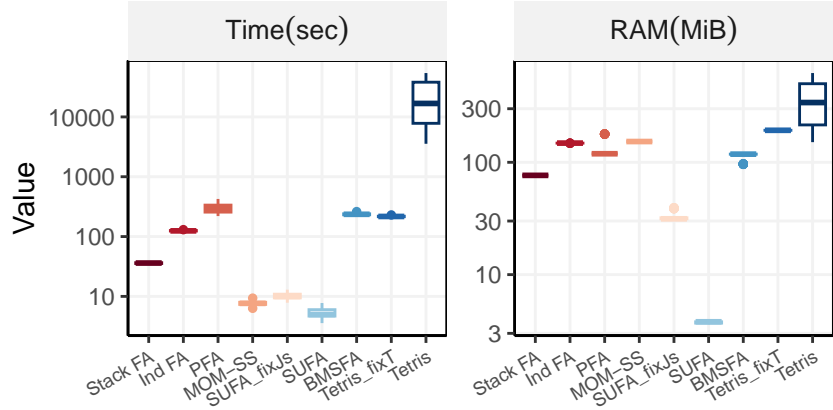 Time(sec)
RAM(MiB)
Value
10000
1000
100
10
300
100
30
10
3
Stack FA
Ind FA
PFA
MOM−SS
SUFA_fixJs
SUFA
BMSFA
Tetris_fixT
Tetris
Stack FA
Ind FA
PFA
MOM−SS
SUFA_fixJs
SUFA
BMSFA
Tetris_fixT
Tetris